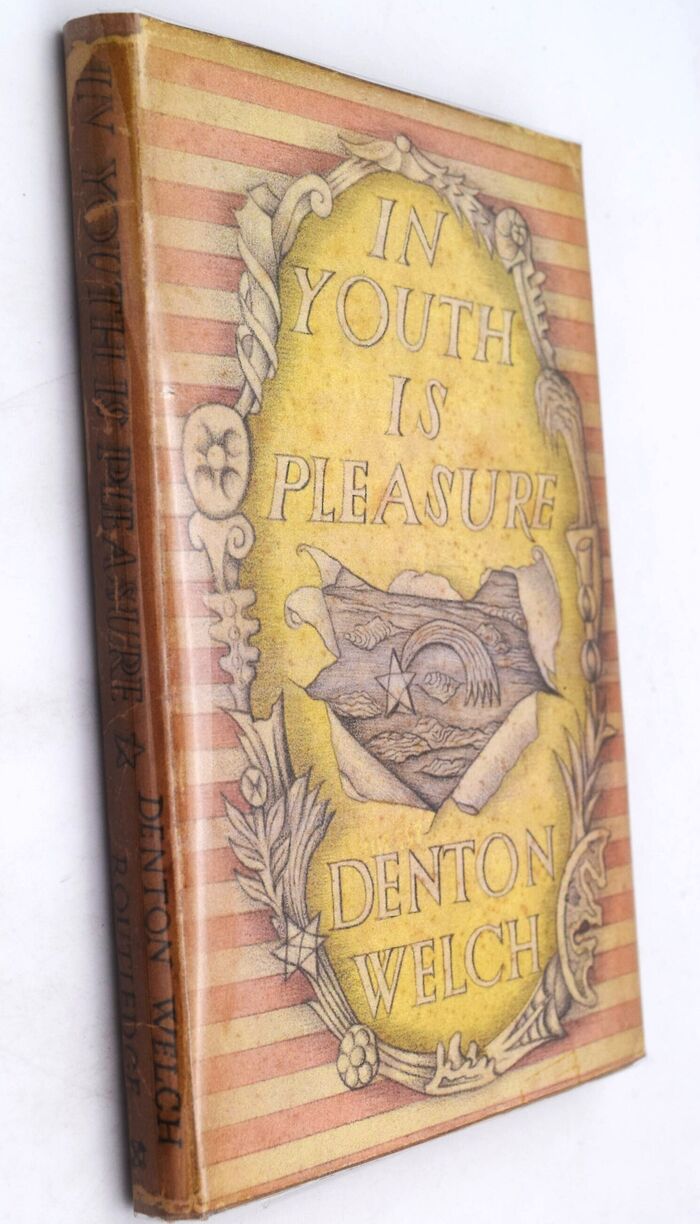 IN
YOUTH
IS
PLEASURE
DENTON
WELCH
IN YOUTH IS PLEASURE
DENTON WELCH
ROUTLEDGE